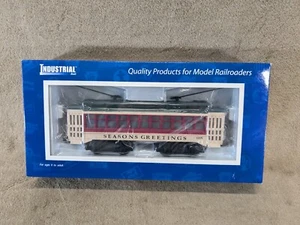 INDUSTRIAL
Quality Products for Model Railroaders
SEASONS GREETINGS